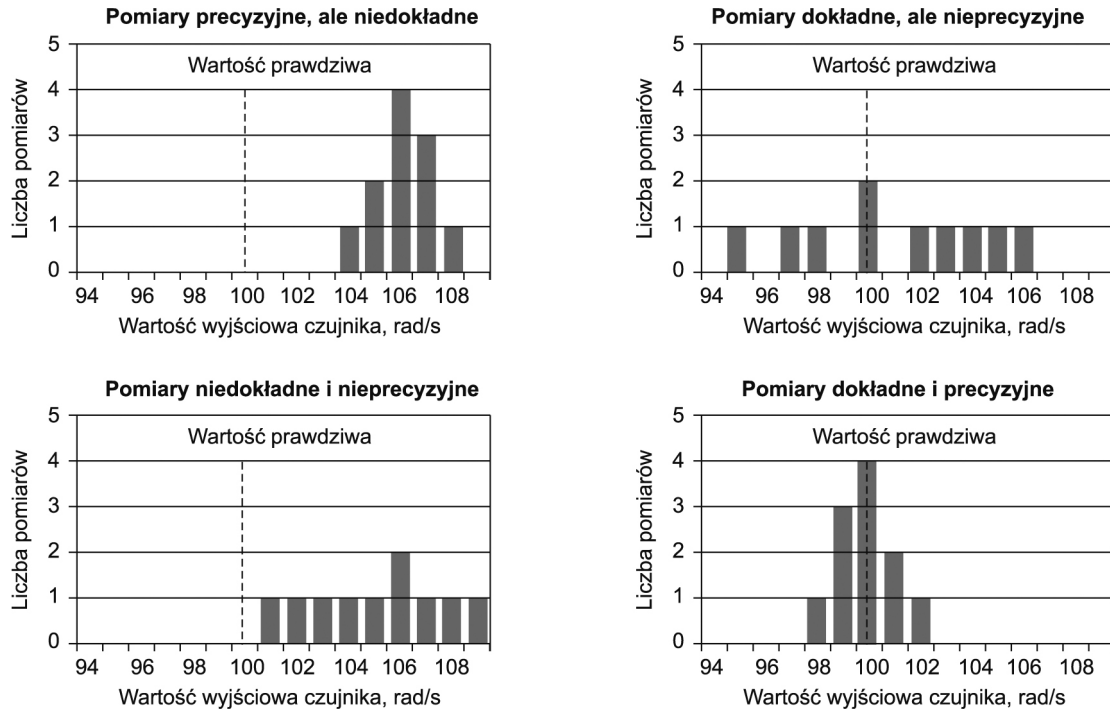 Pomiary precyzyjne, ale niedokładne
Liczba pomiarów
5
4
3
2
1
0
Wartość prawdziwa
94 96 98 100 102 104 106 108
Wartość wyjściowa czujnika, rad/s
Pomiary dokładne, ale nieprecyzyjne
Liczba pomiarów
5
4
3
2
1
0
Wartość prawdziwa
94 96 98 100 102 104 106 108
Wartość wyjściowa czujnika, rad/s
Pomiary niedokładne i nieprecyzyjne
Liczba pomiarów
5
4
3
2
1
0
Wartość prawdziwa
94 96 98 100 102 104 106 108
Wartość wyjściowa czujnika, rad/s
Pomiary dokładne i precyzyjne
Liczba pomiarów
5
4
3
2
1
0
Wartość prawdziwa
94 96 98 100 102 104 106 108
Wartość wyjściowa czujnika, rad/s